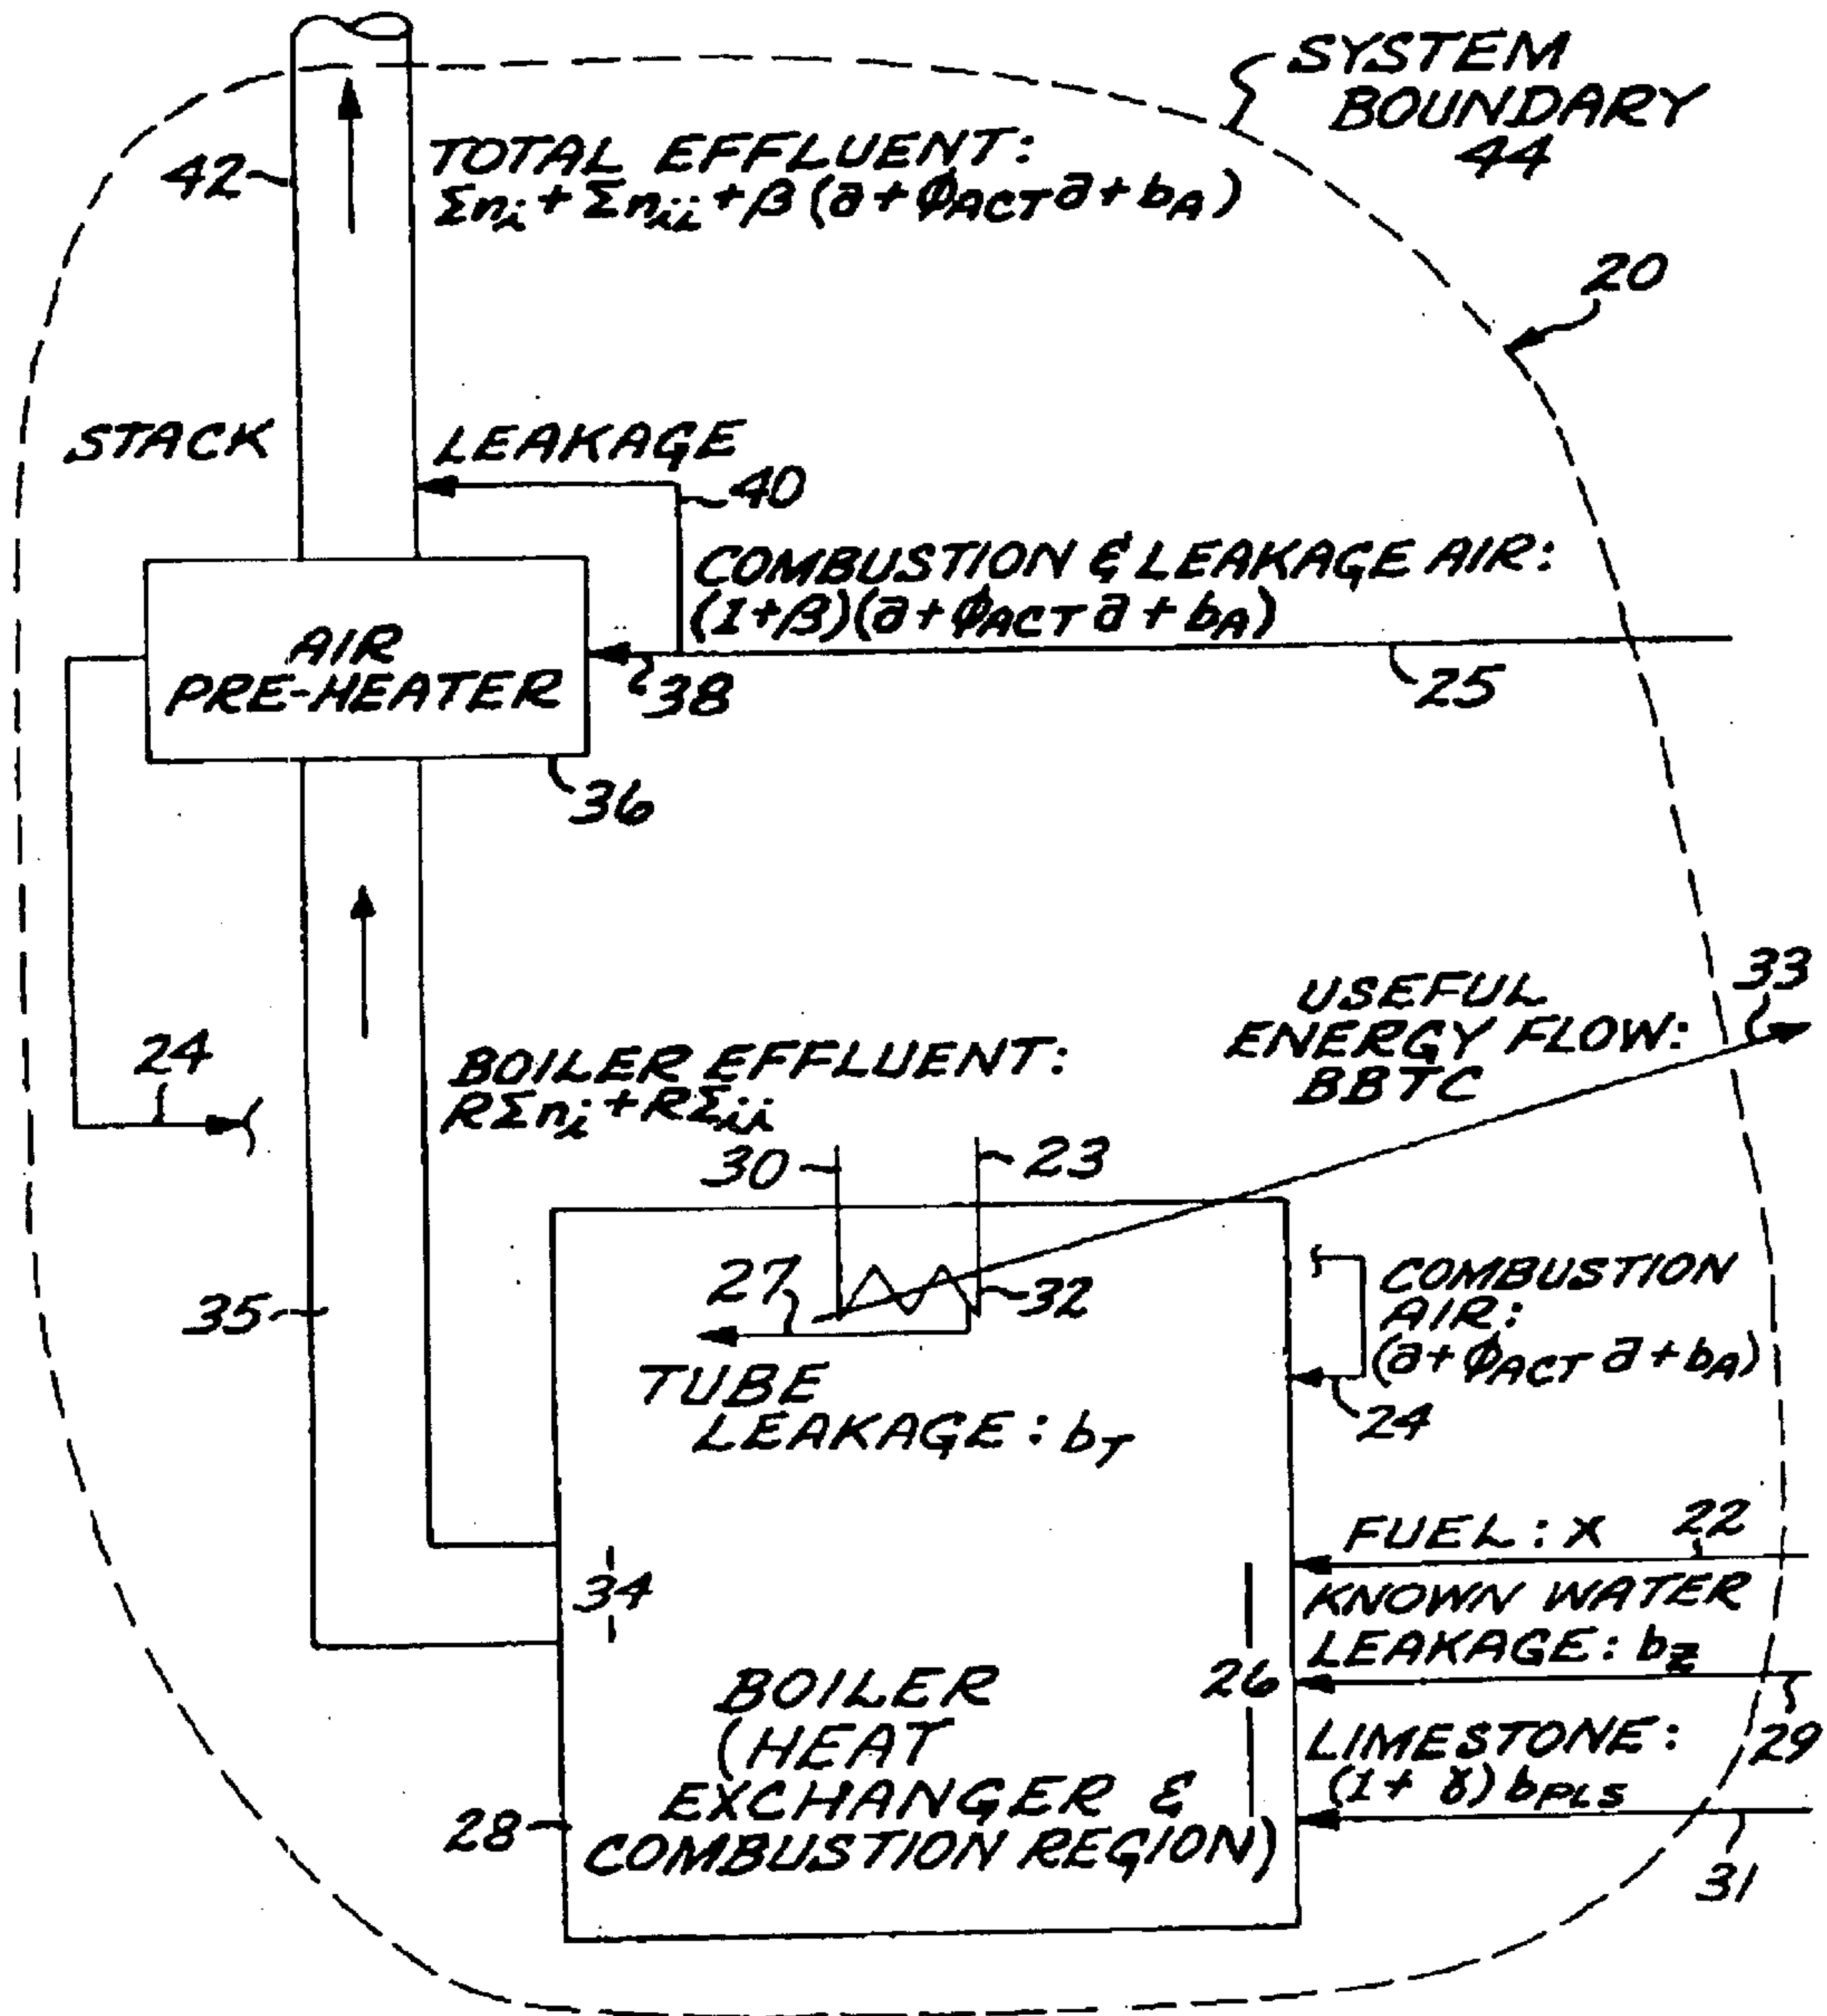 SYSTEM
BOUNDARY
44
42
TOTAL EFFLUENT:
Σnᵢ + Σnᵢᵢ + β(a + ΦACT a + bA)
20
STACK
LEAKAGE
40
COMBUSTION & LEAKAGE AIR:
(1+β)(a + ΦACT a + bA)
AIR
PRE-HEATER
38
25
36
33
USEFUL
ENERGY FLOW:
BBTC
24
BOILER EFFLUENT:
RΣnᵢ + RΣᵢᵢ
30
23
27
32
COMBUSTION
AIR:
(a + ΦACT a + bA)
35
24
TUBE
LEAKAGE: bT
FUEL: X 22
34
KNOWN WATER
LEAKAGE: bZ
26
BOILER
(HEAT
EXCHANGER &
COMBUSTION REGION)
28
LIMESTONE:
(1+γ)bPLS
29
31